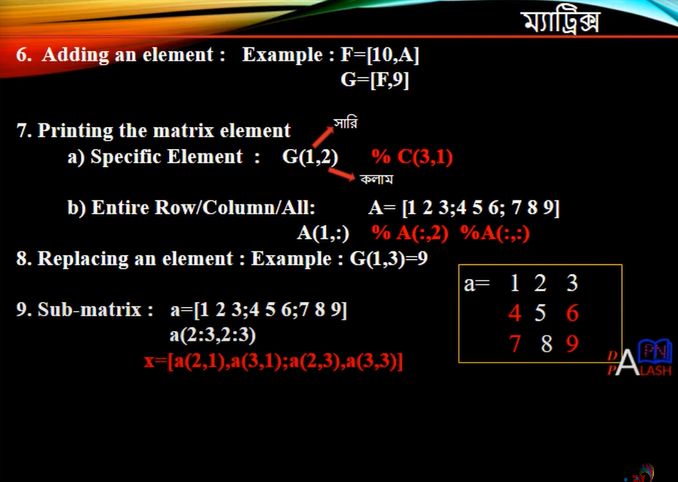 ম্যাট্রিক্স
6. Adding an element : Example : F=[10,A]
G=[F,9]
সারি
7. Printing the matrix element
a) Specific Element : G(1,2) % C(3,1)
কলাম
b) Entire Row/Column/All: A= [1 2 3;4 5 6; 7 8 9]
A(1,:) % A(:,2) %A(:,:)
8. Replacing an element : Example : G(1,3)=9
a= 1 2 3
4 5 6
7 8 9
9. Sub-matrix : a=[1 2 3;4 5 6;7 8 9]
a(2:3,2:3)
x=[a(2,1),a(3,1);a(2,3),a(3,3)]
D
PALASH
PN